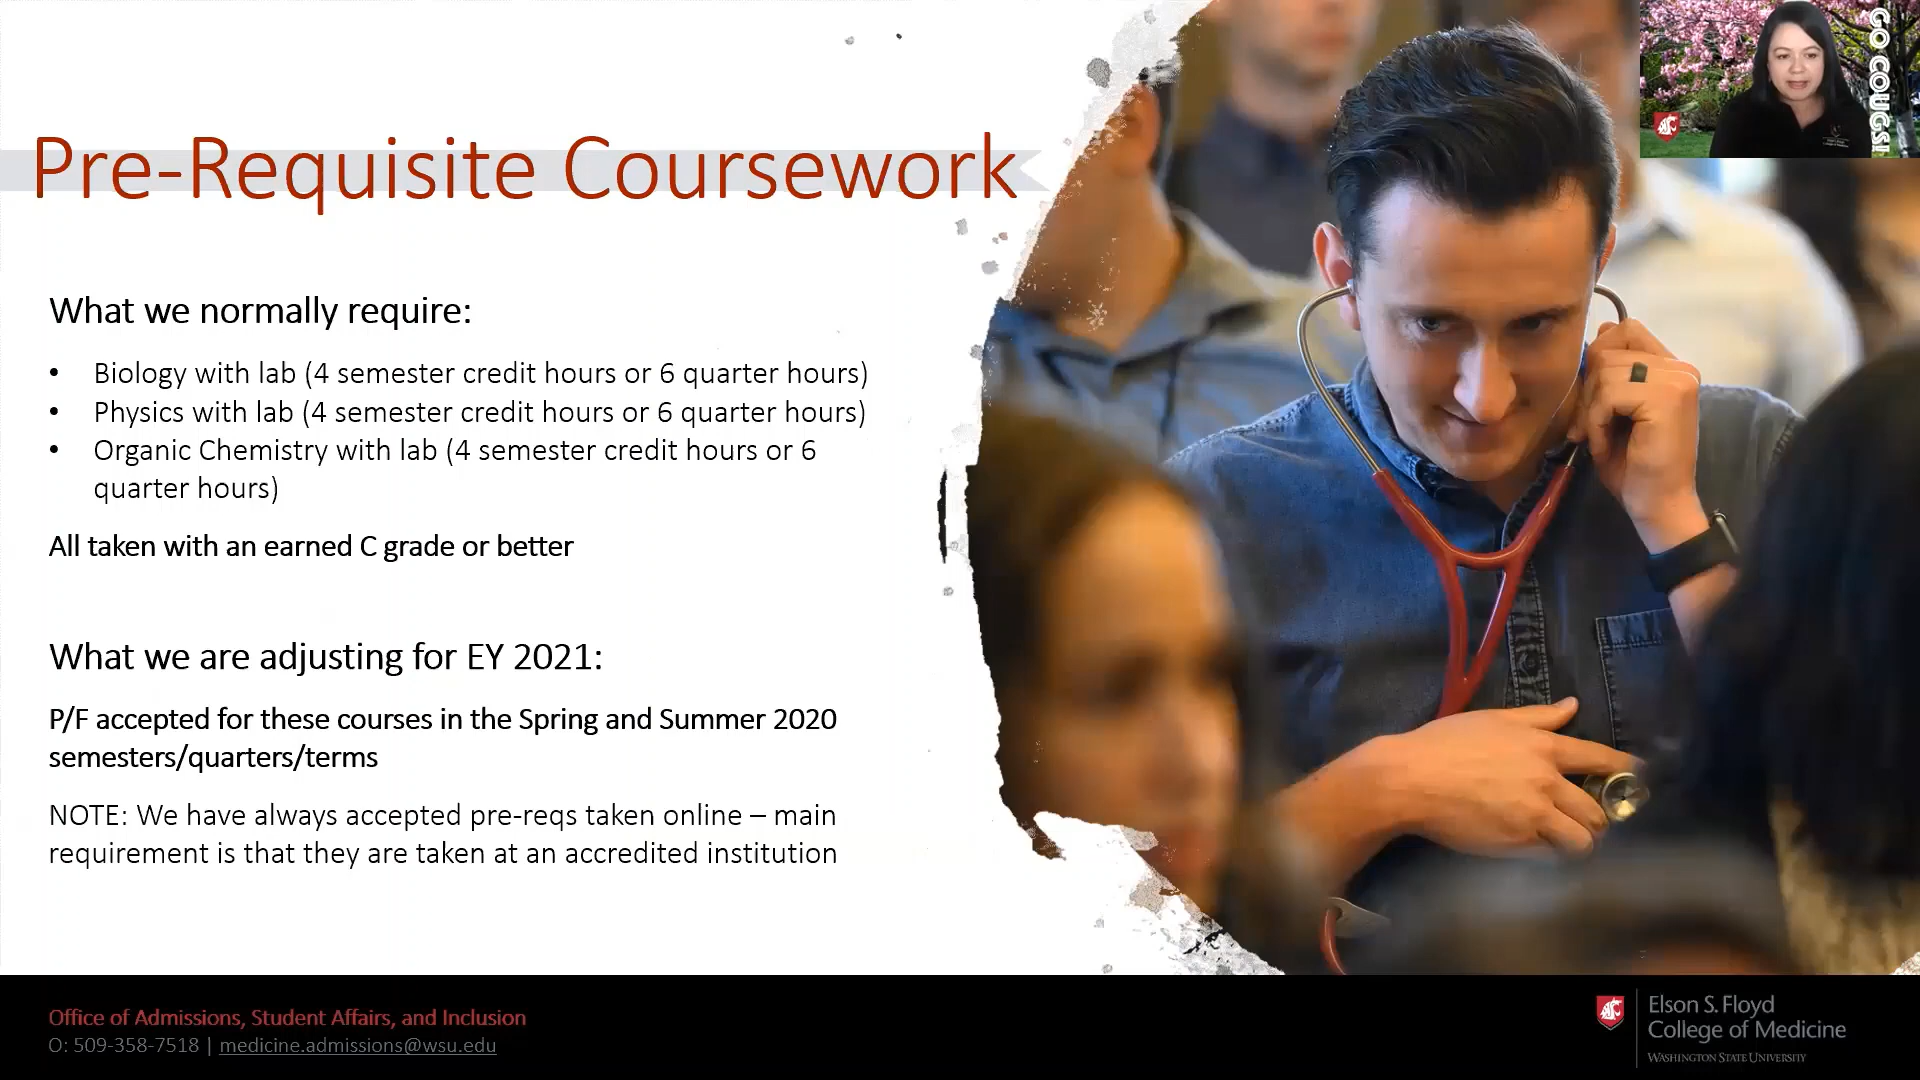 Pre-Requisite Coursework
What we normally require:
• Biology with lab (4 semester credit hours or 6 quarter hours)
• Physics with lab (4 semester credit hours or 6 quarter hours)
• Organic Chemistry with lab (4 semester credit hours or 6
quarter hours)
All taken with an earned C grade or better
What we are adjusting for EY 2021:
P/F accepted for these courses in the Spring and Summer 2020
semesters/quarters/terms
NOTE: We have always accepted pre-reqs taken online – main
requirement is that they are taken at an accredited institution
GO COUGS!
Office of Admissions, Student Affairs, and Inclusion
O: 509-358-7518 | medicine.admissions@wsu.edu
Elson S. Floyd
College of Medicine
WASHINGTON STATE UNIVERSITY